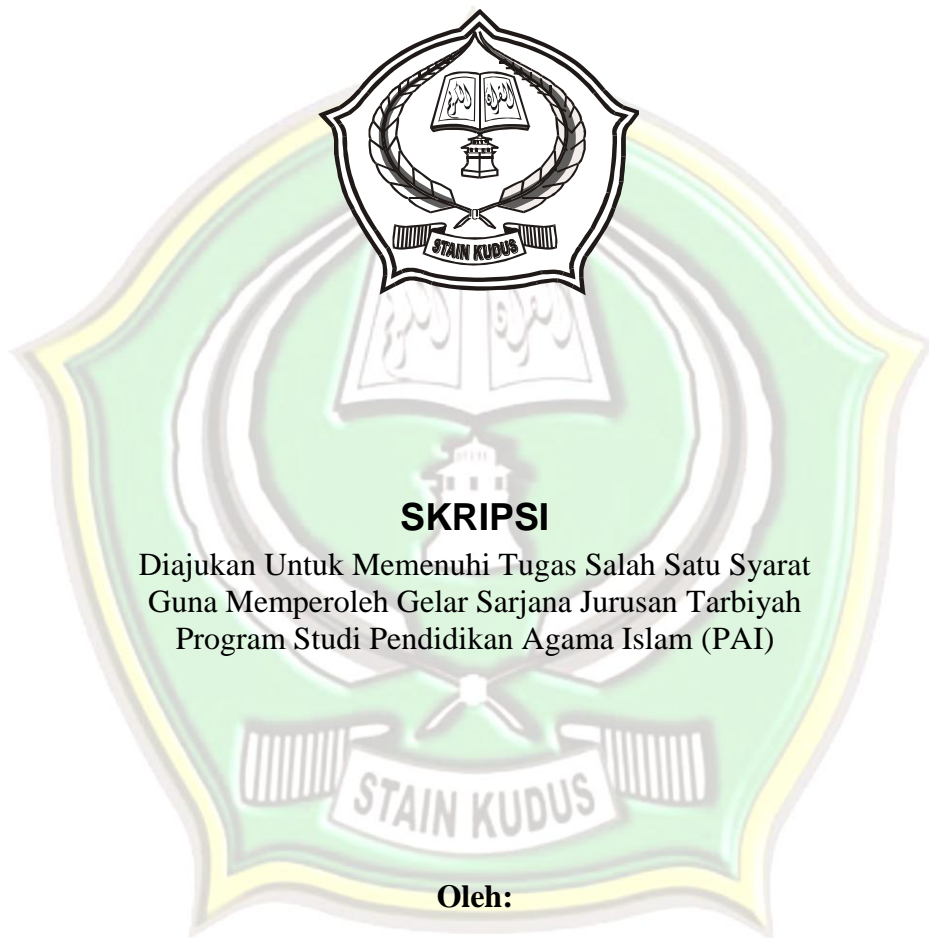 STAIN KUDUS
SKRIPSI
Diajukan Untuk Memenuhi Tugas Salah Satu Syarat
Guna Memperoleh Gelar Sarjana Jurusan Tarbiyah
Program Studi Pendidikan Agama Islam (PAI)
STAIN KUDUS
Oleh: